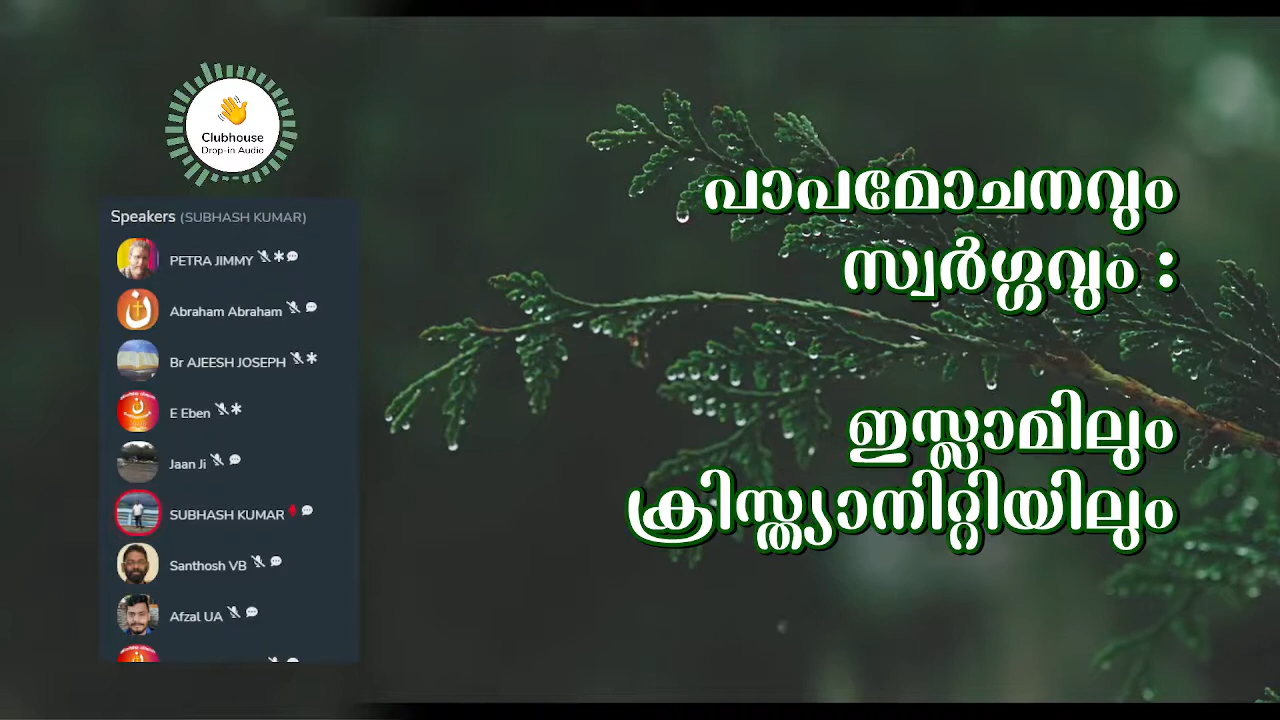 Clubhouse
Drop-in Audio
Speakers (SUBHASH KUMAR)
PETRA JIMMY
Abraham Abraham
Br AJEESH JOSEPH
E Eben
Jaan Ji
SUBHASH KUMAR
Santhosh VB
Afzal UA
പാപമോചനവും
സ്വർഗ്ഗവും :
ഇസ്ലാമിലും
ക്രിസ്ത്യാനിറ്റിയിലും